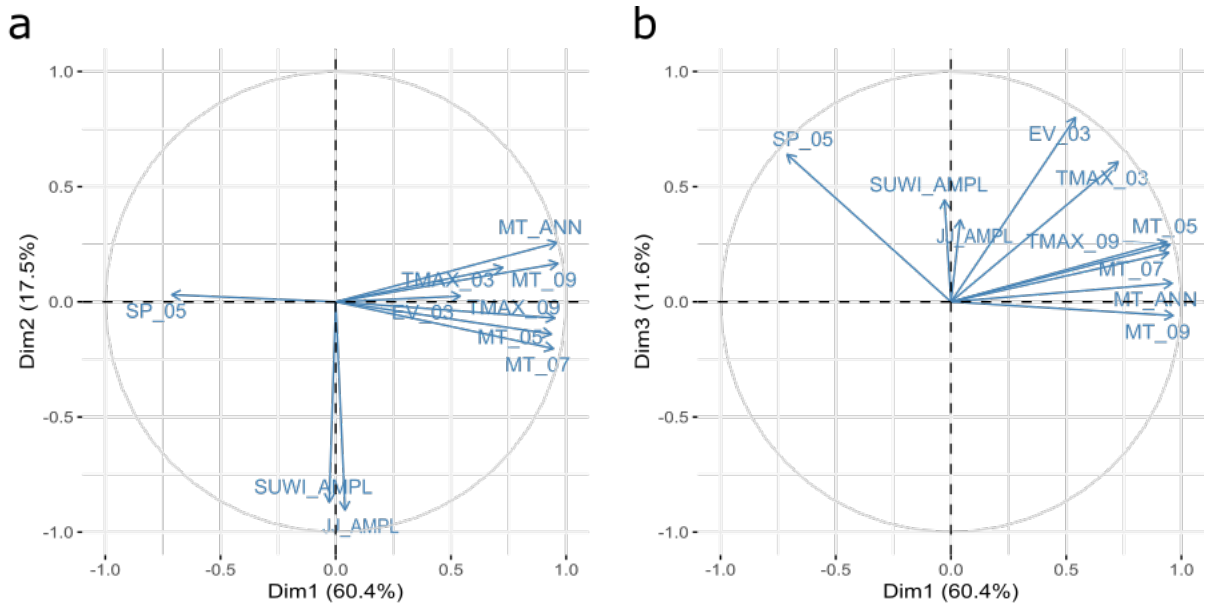 a
1.0
0.5
0.0
-0.5
-1.0
Dim2 (17.5%)
MT_ANN
TMAX_03
MT_09
SP_05
EV_03
TMAX_09
MT_05
MT_07
SUWI_AMPL
JJ_AMPL
-1.0 -0.5 0.0 0.5 1.0
Dim1 (60.4%)
b
1.0
0.5
0.0
-0.5
-1.0
Dim3 (11.6%)
SP_05
EV_03
SUWI_AMPL
TMAX_03
JJ_AMPL
TMAX_09
MT_05
MT_07
MT_ANN
MT_09
-1.0 -0.5 0.0 0.5 1.0
Dim1 (60.4%)